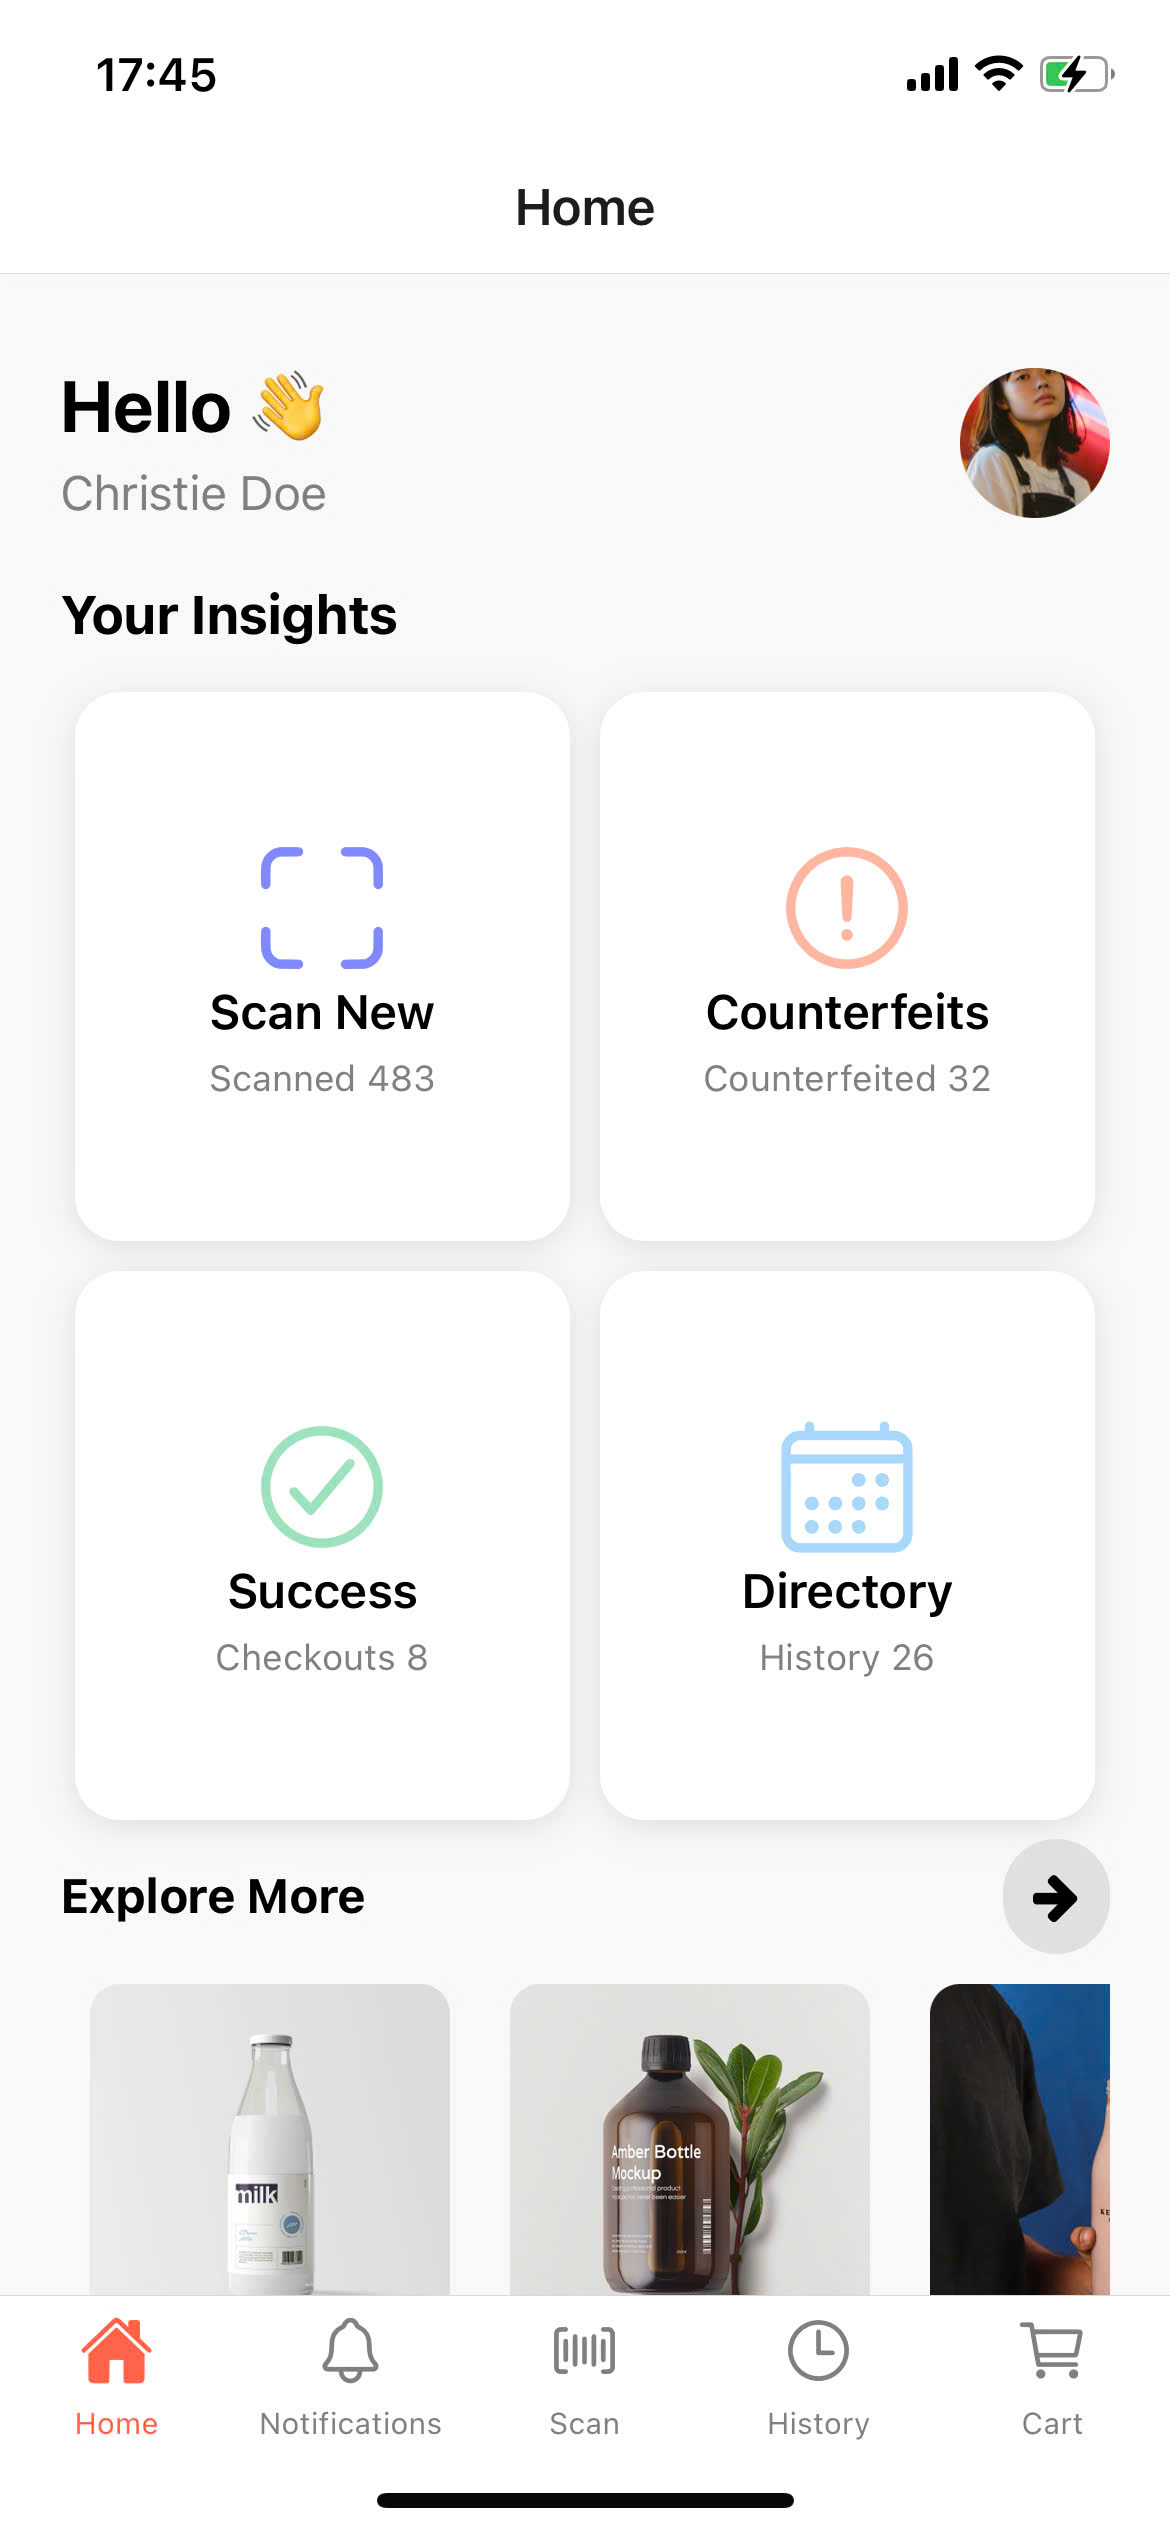 17:45
Home
Hello 👋
Christie Doe
Your Insights
Scan New
Scanned 483
Counterfeits
Counterfeited 32
Success
Checkouts 8
Directory
History 26
Explore More
milk
Amber Bottle
Mockup
Home
Notifications
Scan
History
Cart